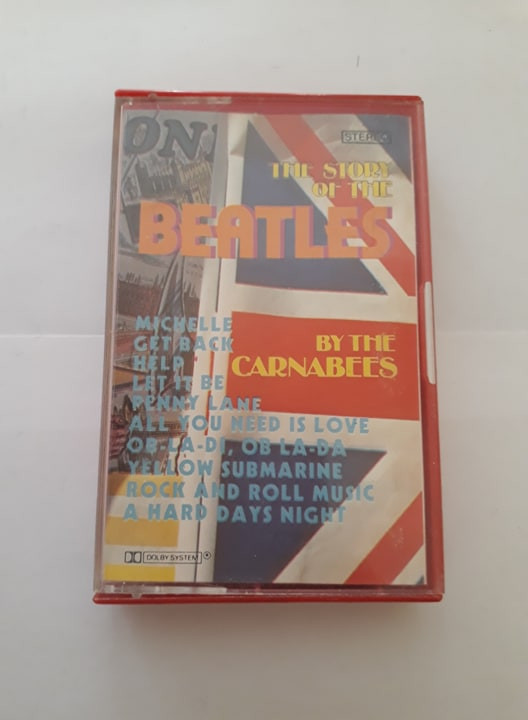 ON
STEREO
THE STORY
OF THE
BEATLES
BY THE
CARNABEES
MICHELLE
GET BACK
HELP
LET IT BE
PENNY LANE
ALL YOU NEED IS LOVE
OB-LA-DI, OB LA-DA
YELLOW SUBMARINE
ROCK AND ROLL MUSIC
A HARD DAYS NIGHT
DOLBY SYSTEM ®